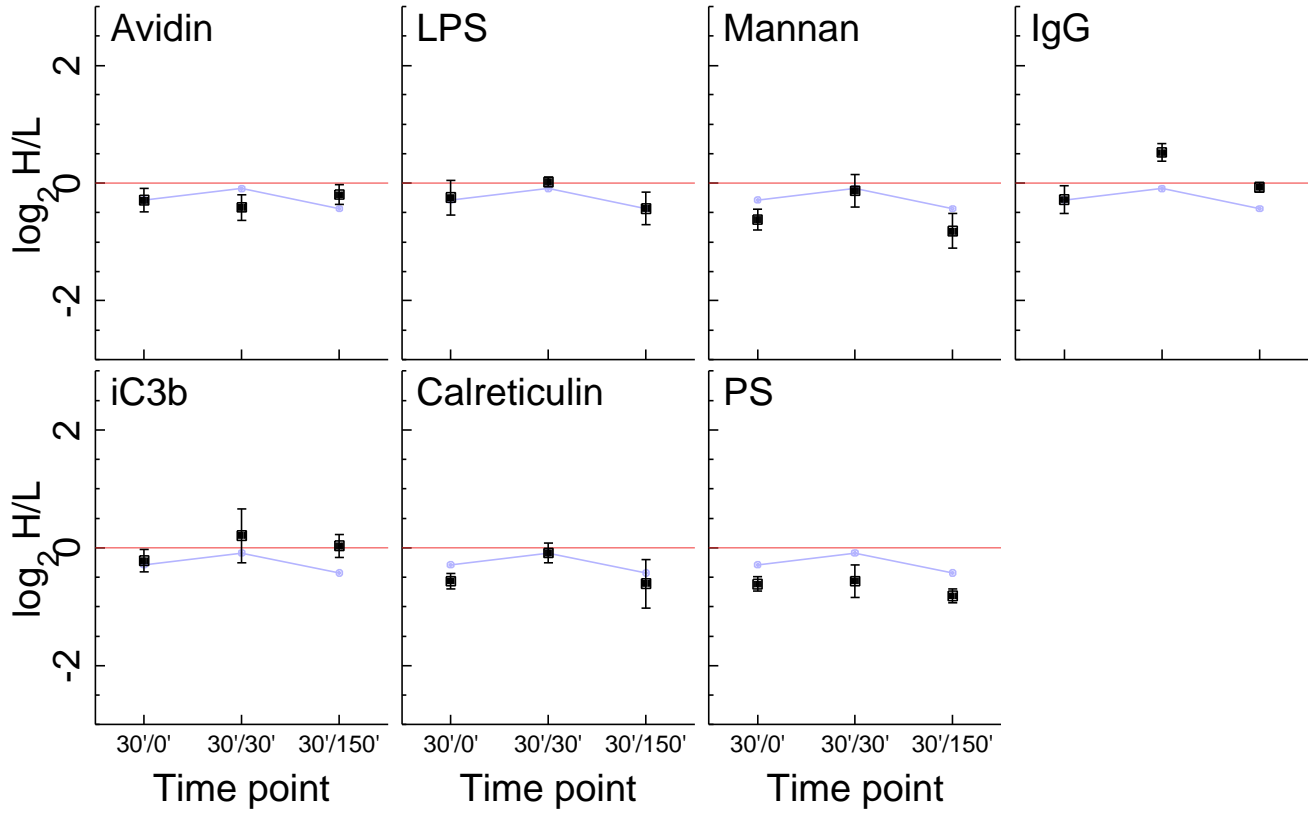 Avidin LPS Mannan IgG
log2 H/L
2
0
-2
iC3b Calreticulin PS
log2 H/L
2
0
-2
30'/0' 30'/30' 30'/150' 30'/0' 30'/30' 30'/150' 30'/0' 30'/30' 30'/150'
Time point Time point Time point